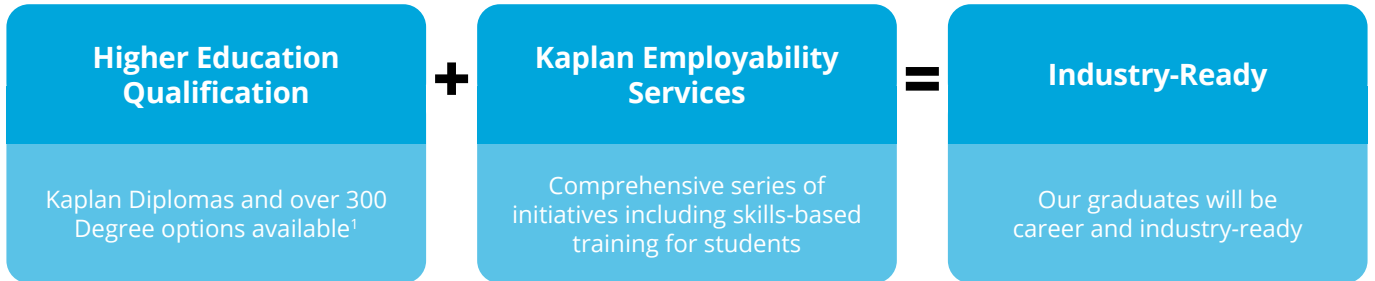 Higher Education
Qualification
Kaplan Diplomas and over 300
Degree options available¹
+
Kaplan Employability
Services
Comprehensive series of
initiatives including skills-based
training for students
=
Industry-Ready
Our graduates will be
career and industry-ready